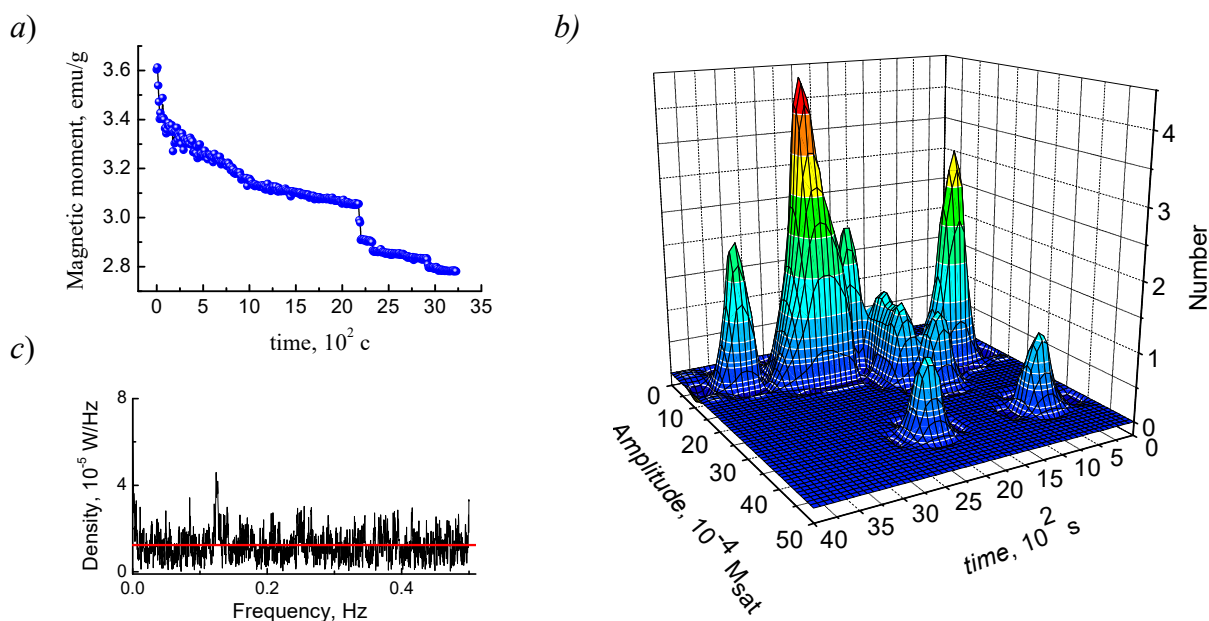 a)
Magnetic moment, emu/g
3.6
3.4
3.2
3.0
2.8
0 5 10 15 20 25 30 35
time, 10² c
b)
Number
4
3
2
1
0
0
10
20
30
40
50
Amplitude, 10⁻⁴ M_sat
40 35 30 25 20 15 10 5 0
time, 10² s
c)
Density, 10⁻⁵ W/Hz
8
4
0
0.0 0.2 0.4
Frequency, Hz